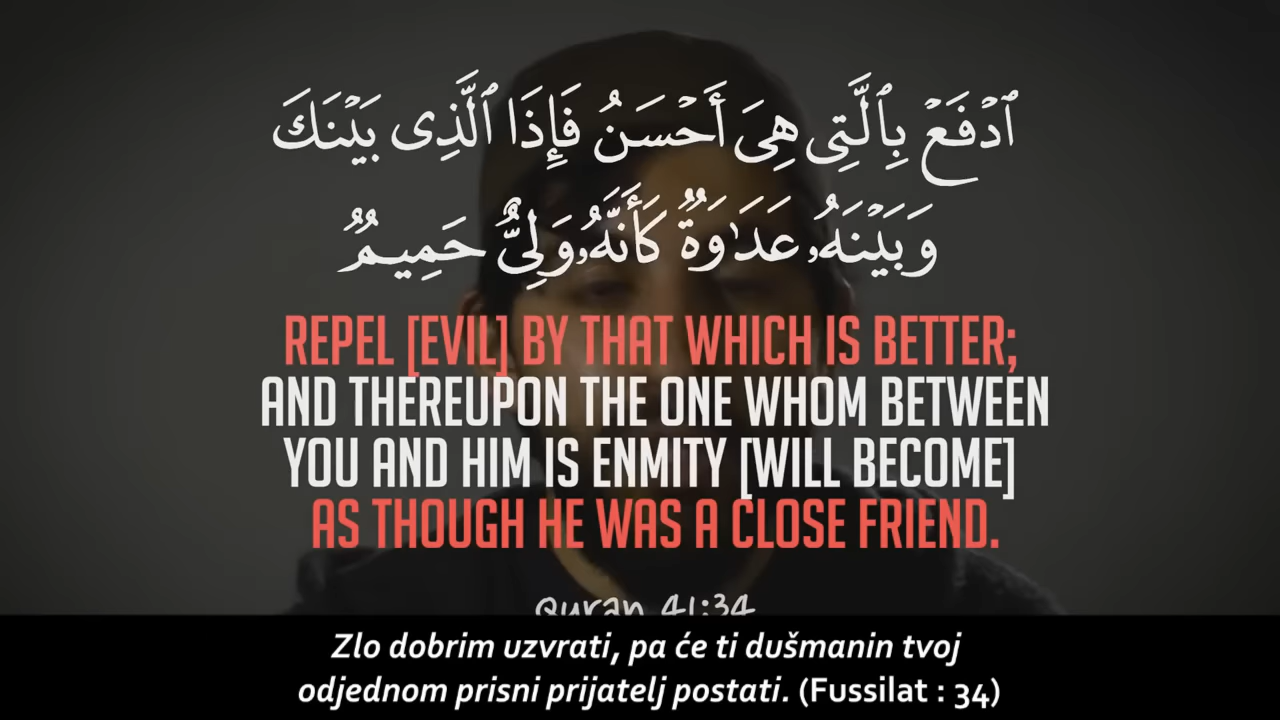 ٱدْفَعْ بِٱلَّتِى هِىَ أَحْسَنُ فَإِذَا ٱلَّذِى بَيْنَكَ
وَبَيْنَهُۥ عَدَٰوَةٌ كَأَنَّهُۥ وَلِىٌّ حَمِيمٌ
REPEL [EVIL] BY THAT WHICH IS BETTER;
AND THEREUPON THE ONE WHOM BETWEEN
YOU AND HIM IS ENMITY [WILL BECOME]
AS THOUGH HE WAS A CLOSE FRIEND.
Quran 41:34
Zlo dobrim uzvrati, pa će ti dušmanin tvoj
odjednom prisni prijatelj postati. (Fussilat : 34)